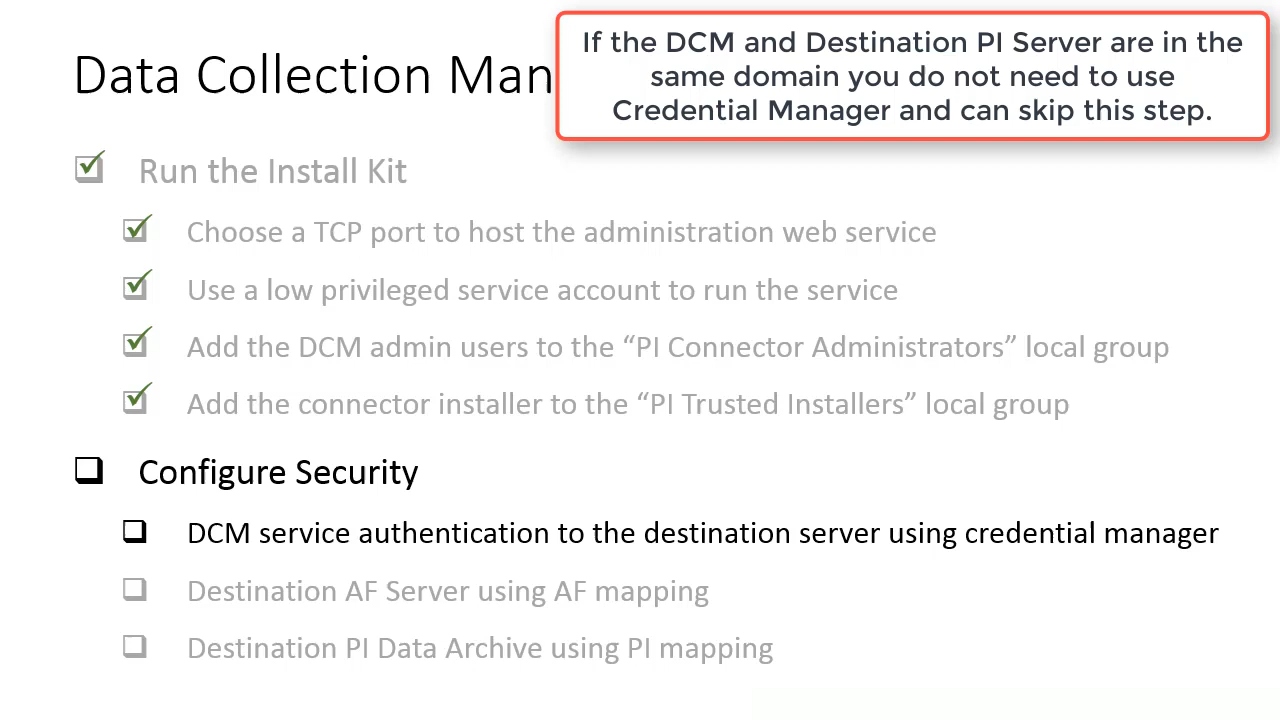 Data Collection Man
If the DCM and Destination PI Server are in the
same domain you do not need to use
Credential Manager and can skip this step.
Run the Install Kit
Choose a TCP port to host the administration web service
Use a low privileged service account to run the service
Add the DCM admin users to the “PI Connector Administrators” local group
Add the connector installer to the “PI Trusted Installers” local group
Configure Security
DCM service authentication to the destination server using credential manager
Destination AF Server using AF mapping
Destination PI Data Archive using PI mapping